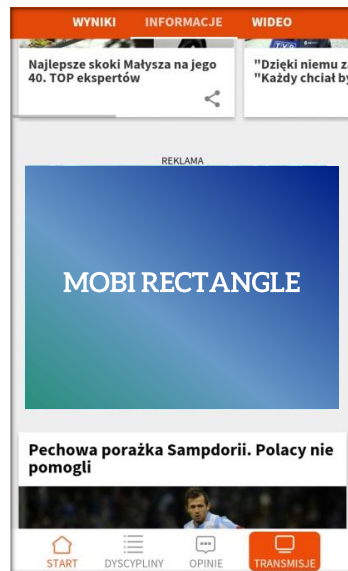 WYNIKI INFORMACJE WIDEO
Najlepsze skoki Małysza na jego
40. TOP ekspertów
"Dzięki niemu
"Każdy chciał
REKLAMA
MOBI RECTANGLE
Pechowa porażka Sampdorii. Polacy nie
pomogli
START DYSCYPLINY OPINIE TRANSMISJE